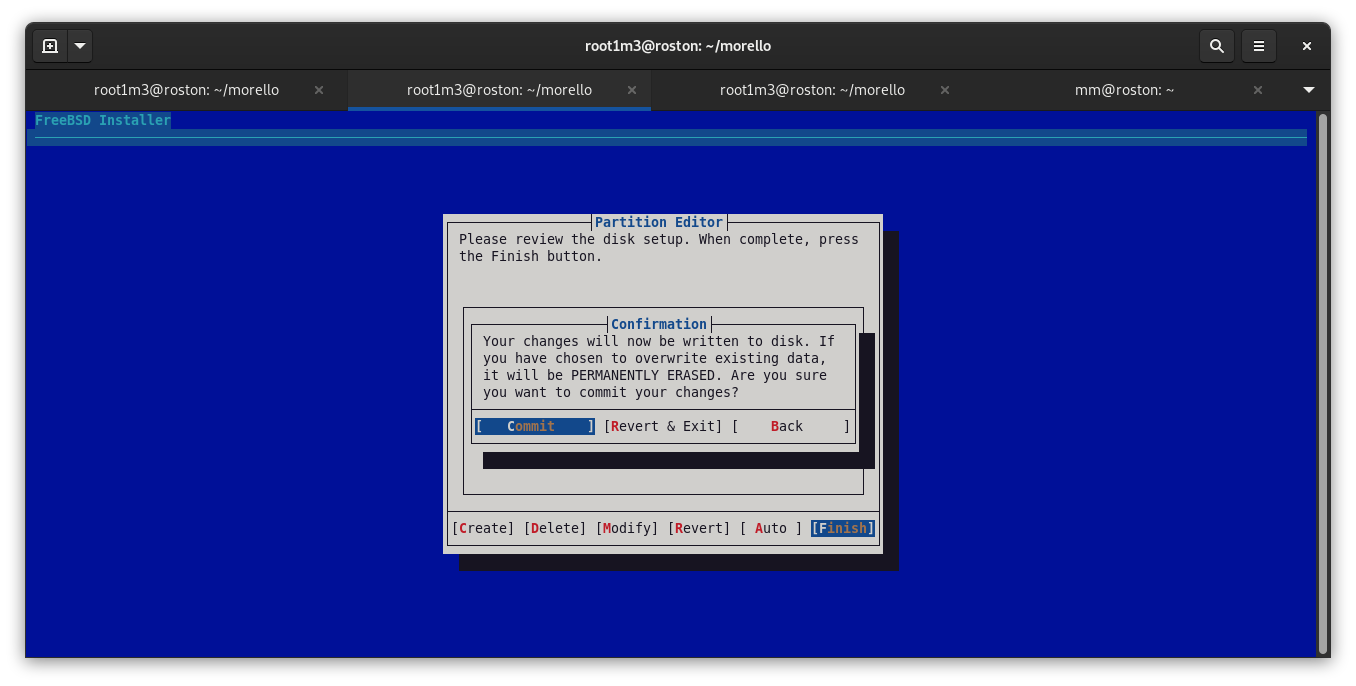 root1m3@roston: ~/morello
root1m3@roston: ~/morello
root1m3@roston: ~/morello
root1m3@roston: ~/morello
mm@roston: ~
FreeBSD Installer
Partition Editor
Please review the disk setup. When complete, press
the Finish button.
Confirmation
Your changes will now be written to disk. If
you have chosen to overwrite existing data,
it will be PERMANENTLY ERASED. Are you sure
you want to commit your changes?
[ Commit ] [Revert & Exit] [ Back ]
[Create] [Delete] [Modify] [Revert] [ Auto ] [Finish]